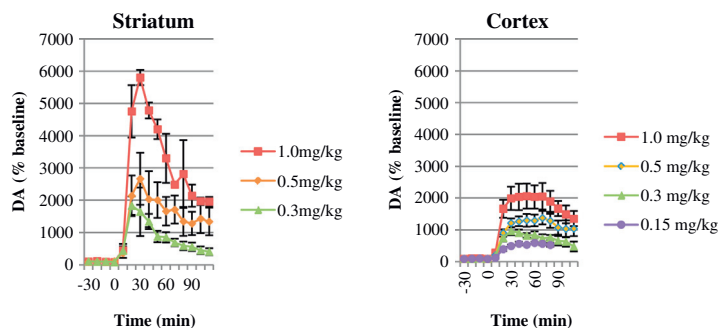 Striatum
DA (% baseline)
7000
6000
5000
4000
3000
2000
1000
0
-30
0
30
60
90
Time (min)
1.0mg/kg
0.5mg/kg
0.3mg/kg
Cortex
DA (% baseline)
7000
6000
5000
4000
3000
2000
1000
0
-30
0
30
60
90
Time (min)
1.0 mg/kg
0.5 mg/kg
0.3 mg/kg
0.15 mg/kg